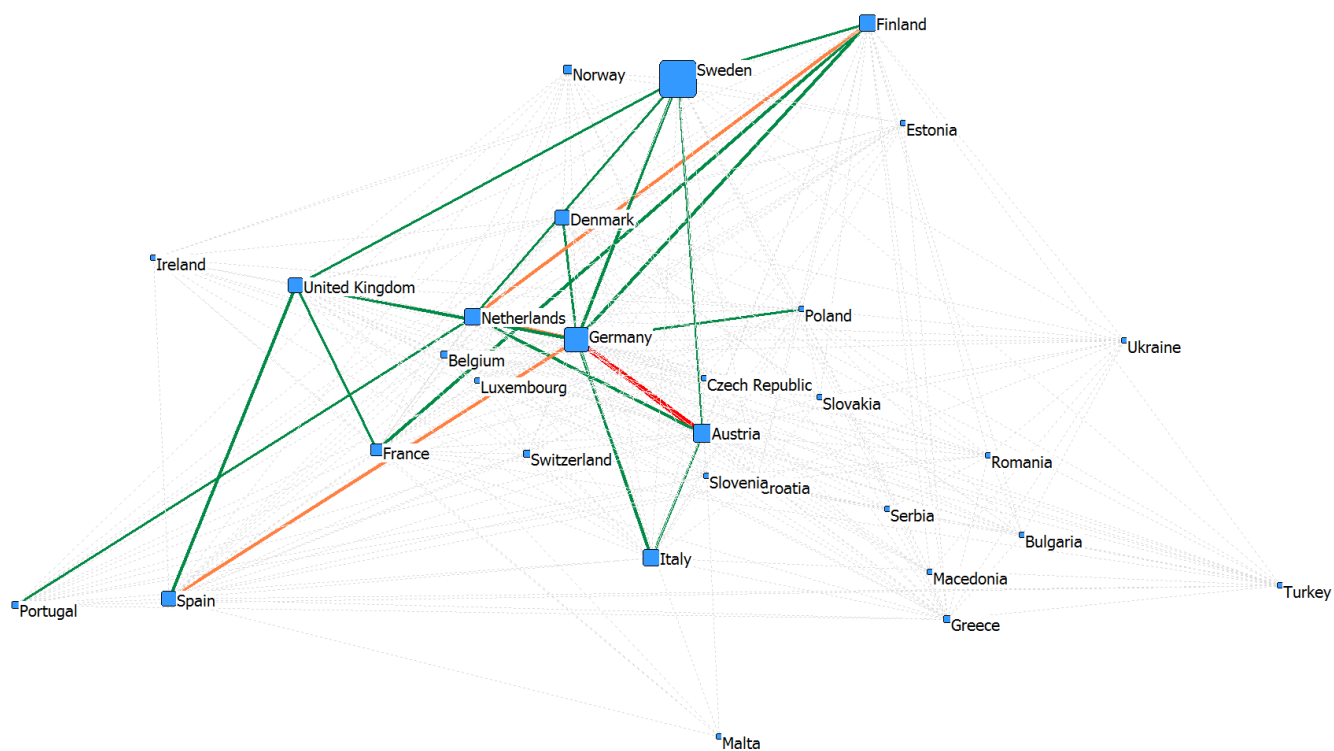 Finland
Sweden
Norway
Estonia
Denmark
Ireland
United Kingdom
Netherlands
Poland
Germany
Ukraine
Belgium
Luxembourg
Czech Republic
Slovakia
Austria
France
Switzerland
Romania
Slovenia
roatia
Serbia
Bulgaria
Italy
Macedonia
Turkey
Spain
Portugal
Greece
Malta